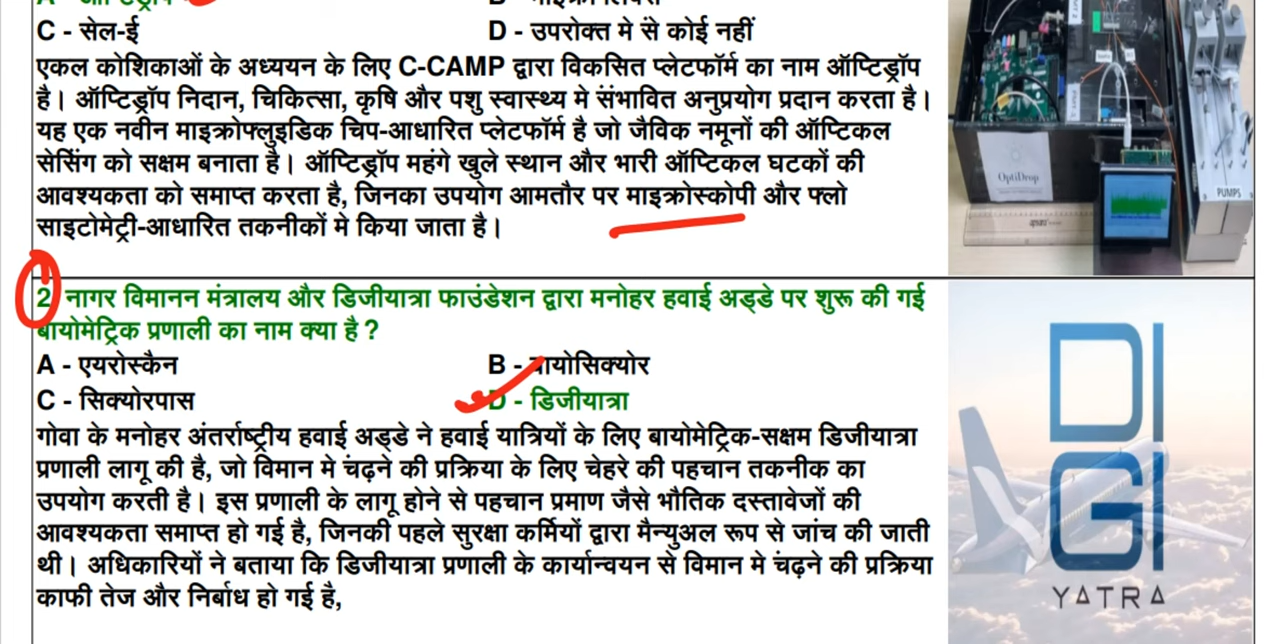 C - सेल-ई
D - उपरोक्त मे से कोई नहीं
एकल कोशिकाओं के अध्ययन के लिए C-CAMP द्वारा विकसित प्लेटफॉर्म का नाम ऑप्टिड्रॉप
है। ऑप्टिड्रॉप निदान, चिकित्सा, कृषि और पशु स्वास्थ्य मे संभावित अनुप्रयोग प्रदान करता है।
यह एक नवीन माइक्रोफ्लुइडिक चिप-आधारित प्लेटफॉर्म है जो जैविक नमूनों की ऑप्टिकल
सेसिंग को सक्षम बनाता है। ऑप्टिड्रॉप महंगे खुले स्थान और भारी ऑप्टिकल घटकों की
आवश्यकता को समाप्त करता है, जिनका उपयोग आमतौर पर माइक्रोस्कोपी और फ्लो
साइटोमेट्री-आधारित तकनीकों मे किया जाता है।
OptiDrop
PUMPS
2 नागर विमानन मंत्रालय और डिजीयात्रा फाउंडेशन द्वारा मनोहर हवाई अड्डे पर शुरू की गई
बायोमेट्रिक प्रणाली का नाम क्या है ?
A - एयरोस्कैन
B - बायोसिक्योर
C - सिक्योरपास
D - डिजीयात्रा
गोवा के मनोहर अंतर्राष्ट्रीय हवाई अड्डे ने हवाई यात्रियों के लिए बायोमेट्रिक-सक्षम डिजीयात्रा
प्रणाली लागू की है, जो विमान मे चढ़ने की प्रक्रिया के लिए चेहरे की पहचान तकनीक का
उपयोग करती है। इस प्रणाली के लागू होने से पहचान प्रमाण जैसे भौतिक दस्तावेजों की
आवश्यकता समाप्त हो गई है, जिनकी पहले सुरक्षा कर्मियों द्वारा मैन्युअल रूप से जांच की जाती
थी। अधिकारियों ने बताया कि डिजीयात्रा प्रणाली के कार्यान्वयन से विमान मे चढ़ने की प्रक्रिया
काफी तेज और निर्बाध हो गई है,
DI
GI
YATRA